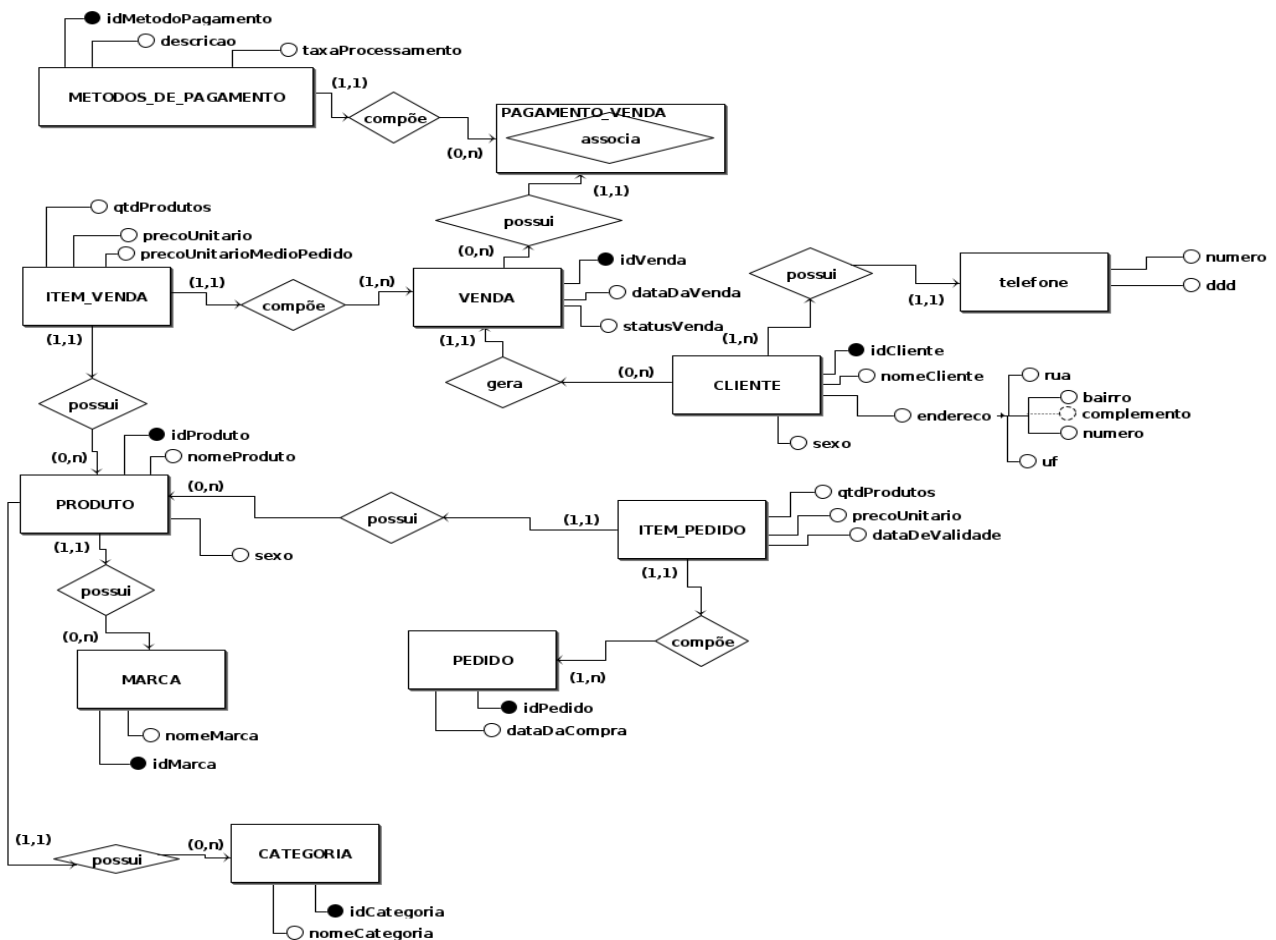 idMetodoPagamento
descricao
taxaProcessamento
METODOS_DE_PAGAMENTO
(1,1)
compõe
(0,n)
PAGAMENTO_VENDA
associa
(1,1)
possui
(0,n)
qtdProdutos
precoUnitario
precoUnitarioMedioPedido
ITEM_VENDA
(1,1)
compõe
(1,n)
VENDA
idVenda
dataDaVenda
statusVenda
possui
(1,1)
telefone
numero
ddd
(1,n)
(1,1)
possui
(0,n)
(1,1)
gera
(0,n)
CLIENTE
idCliente
nomeCliente
endereco
sexo
rua
bairro
complemento
numero
uf
idProduto
nomeProduto
PRODUTO
sexo
(0,n)
possui
(1,1)
ITEM_PEDIDO
qtdProdutos
precoUnitario
dataDeValidade
(1,1)
possui
(0,n)
MARCA
nomeMarca
idMarca
(1,1)
compõe
(1,n)
PEDIDO
idPedido
dataDaCompra
(1,1)
possui
(0,n)
CATEGORIA
idCategoria
nomeCategoria